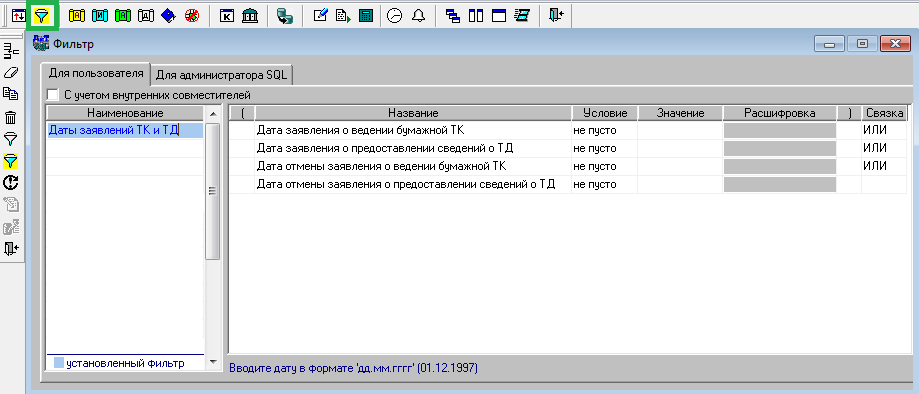 Фильтр
Для пользователя
Для администратора SQL
С учетом внутренних совместителей
Наименование
( Название Условие Значение Расшифровка ) Связка
Даты заявлений ТК и ТД
Дата заявления о ведении бумажной ТК не пусто ИЛИ
Дата заявления о предоставлении сведений о ТД не пусто ИЛИ
Дата отмены заявления о ведении бумажной ТК не пусто ИЛИ
Дата отмены заявления о предоставлении сведений о ТД не пусто
установленный фильтр
Вводите дату в формате 'дд.мм.гггг' (01.12.1997)